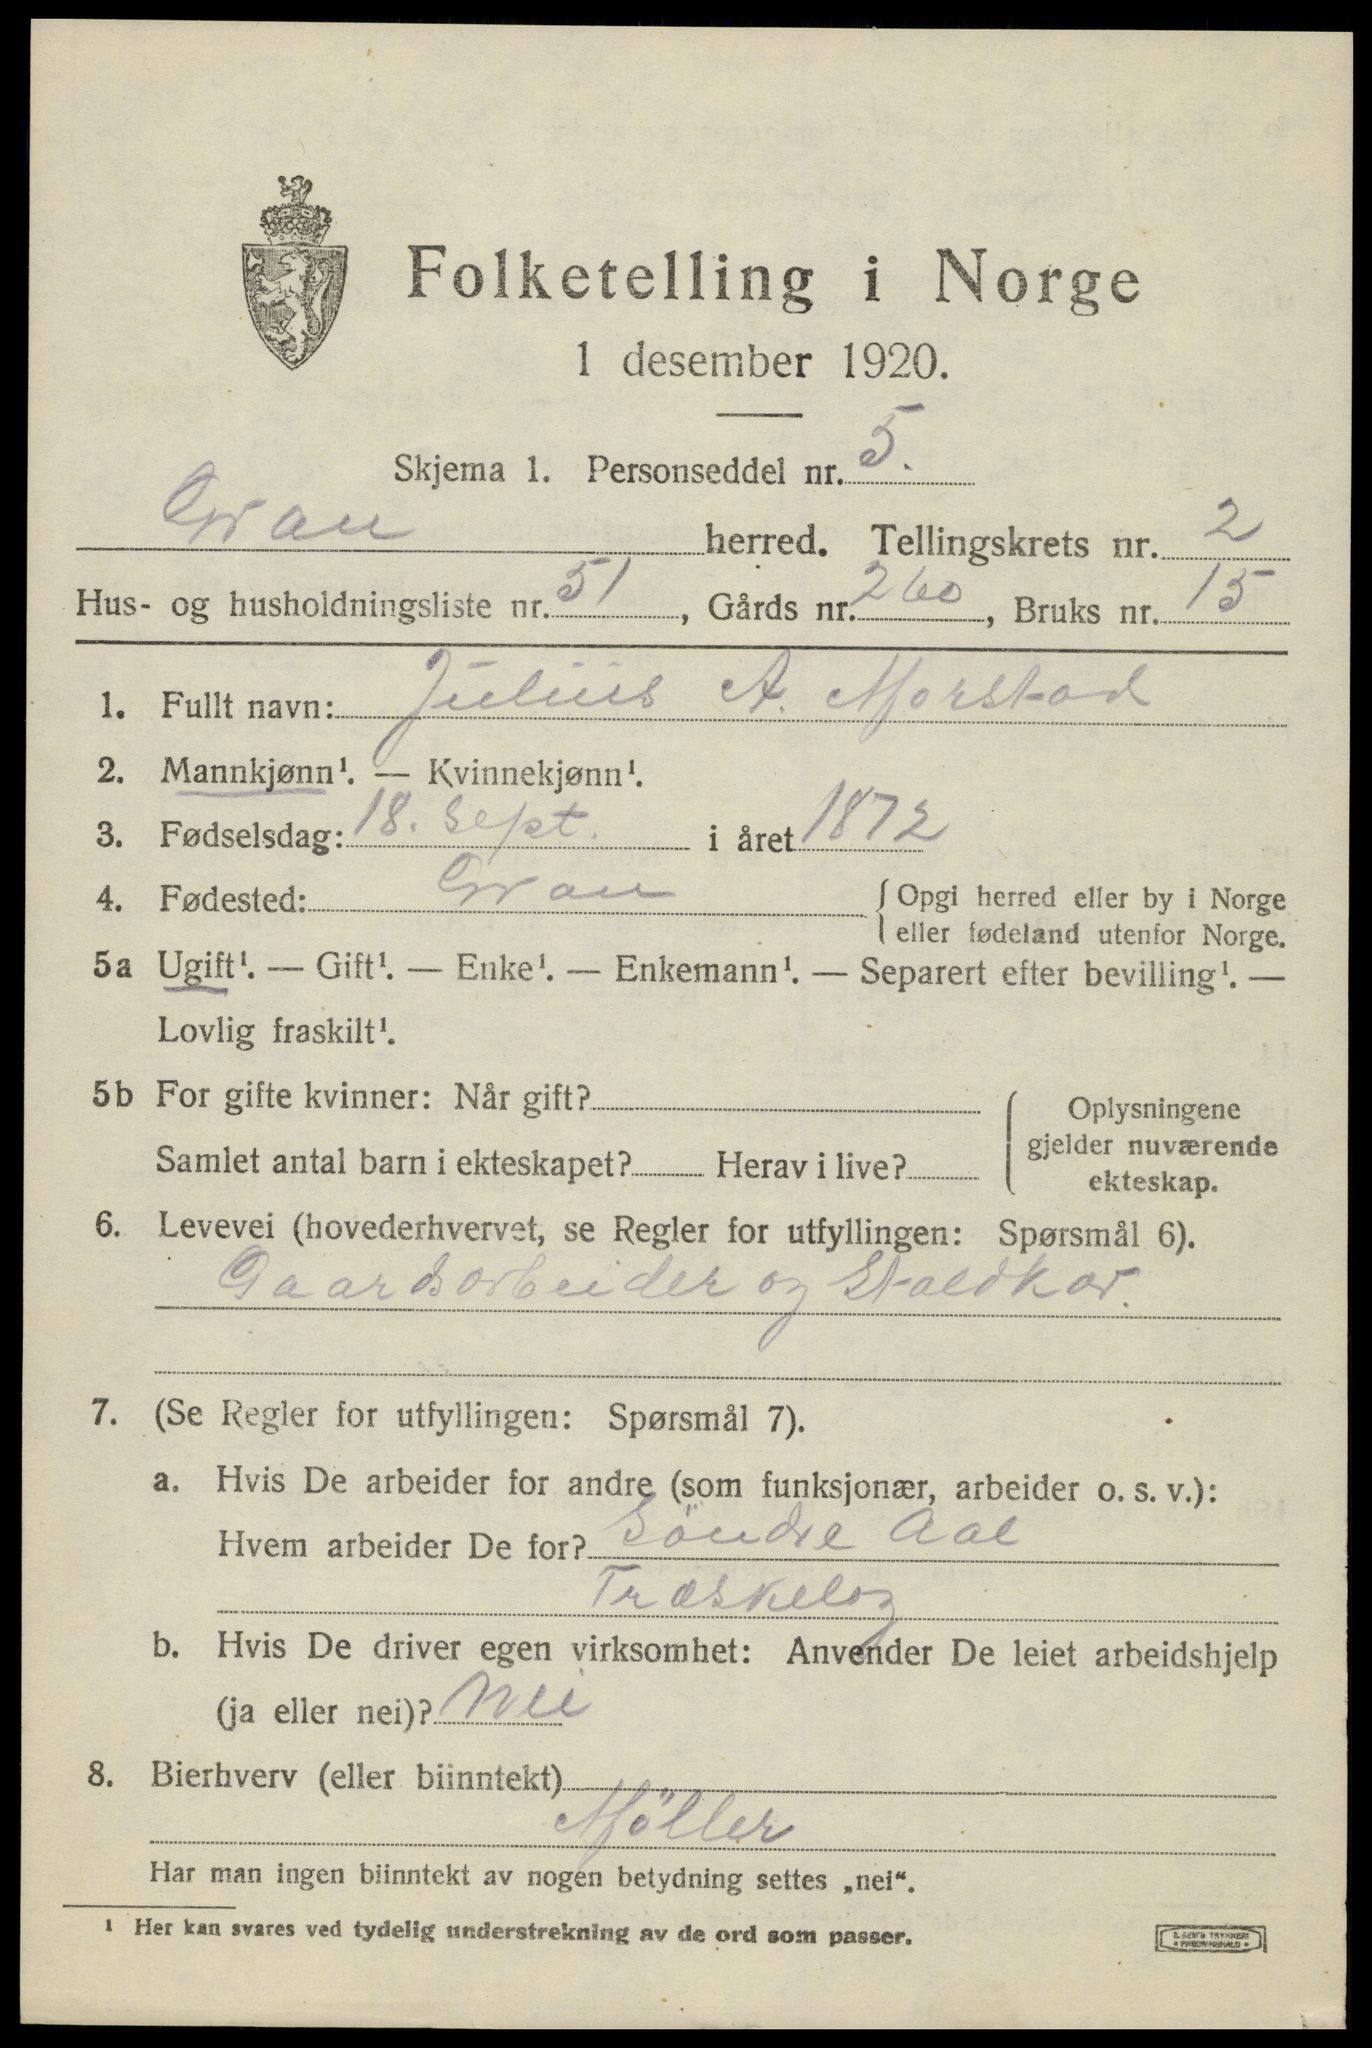 Folketelling i Norge
1 desember 1920.
Skjema 1. Personseddel nr. 5.
Gran herred. Tellingskrets nr. 2
Hus- og husholdningsliste nr. 51, Gårds nr. 260, Bruks nr. 15
1. Fullt navn: Julius A. Morstad
2. Mannkjønn¹. — Kvinnekjønn¹.
3. Fødselsdag: 18. Sept. i året 1872
4. Fødested: Gran { Opgi herred eller by i Norge
eller fødeland utenfor Norge.
5a Ugift¹. — Gift¹. — Enke¹. — Enkemann¹. — Separert efter bevilling¹. —
Lovlig fraskilt¹.
5b For gifte kvinner: Når gift?
Samlet antal barn i ekteskapet? Herav i live?
{ Oplysningene
gjelder nuværende
ekteskap.
6. Levevei (hovederhvervet, se Regler for utfyllingen: Spørsmål 6).
Gaardsarbeider og Staldkar.
7. (Se Regler for utfyllingen: Spørsmål 7).
a. Hvis De arbeider for andre (som funksjonær, arbeider o. s. v.):
Hvem arbeider De for? Söndre Aal
Træskelag
b. Hvis De driver egen virksomhet: Anvender De leiet arbeidshjelp
(ja eller nei)? Nei
8. Bierhverv (eller biinntekt)
Möller
Har man ingen biinntekt av nogen betydning settes „nei“.
¹ Her kan svares ved tydelig understrekning av de ord som passer.